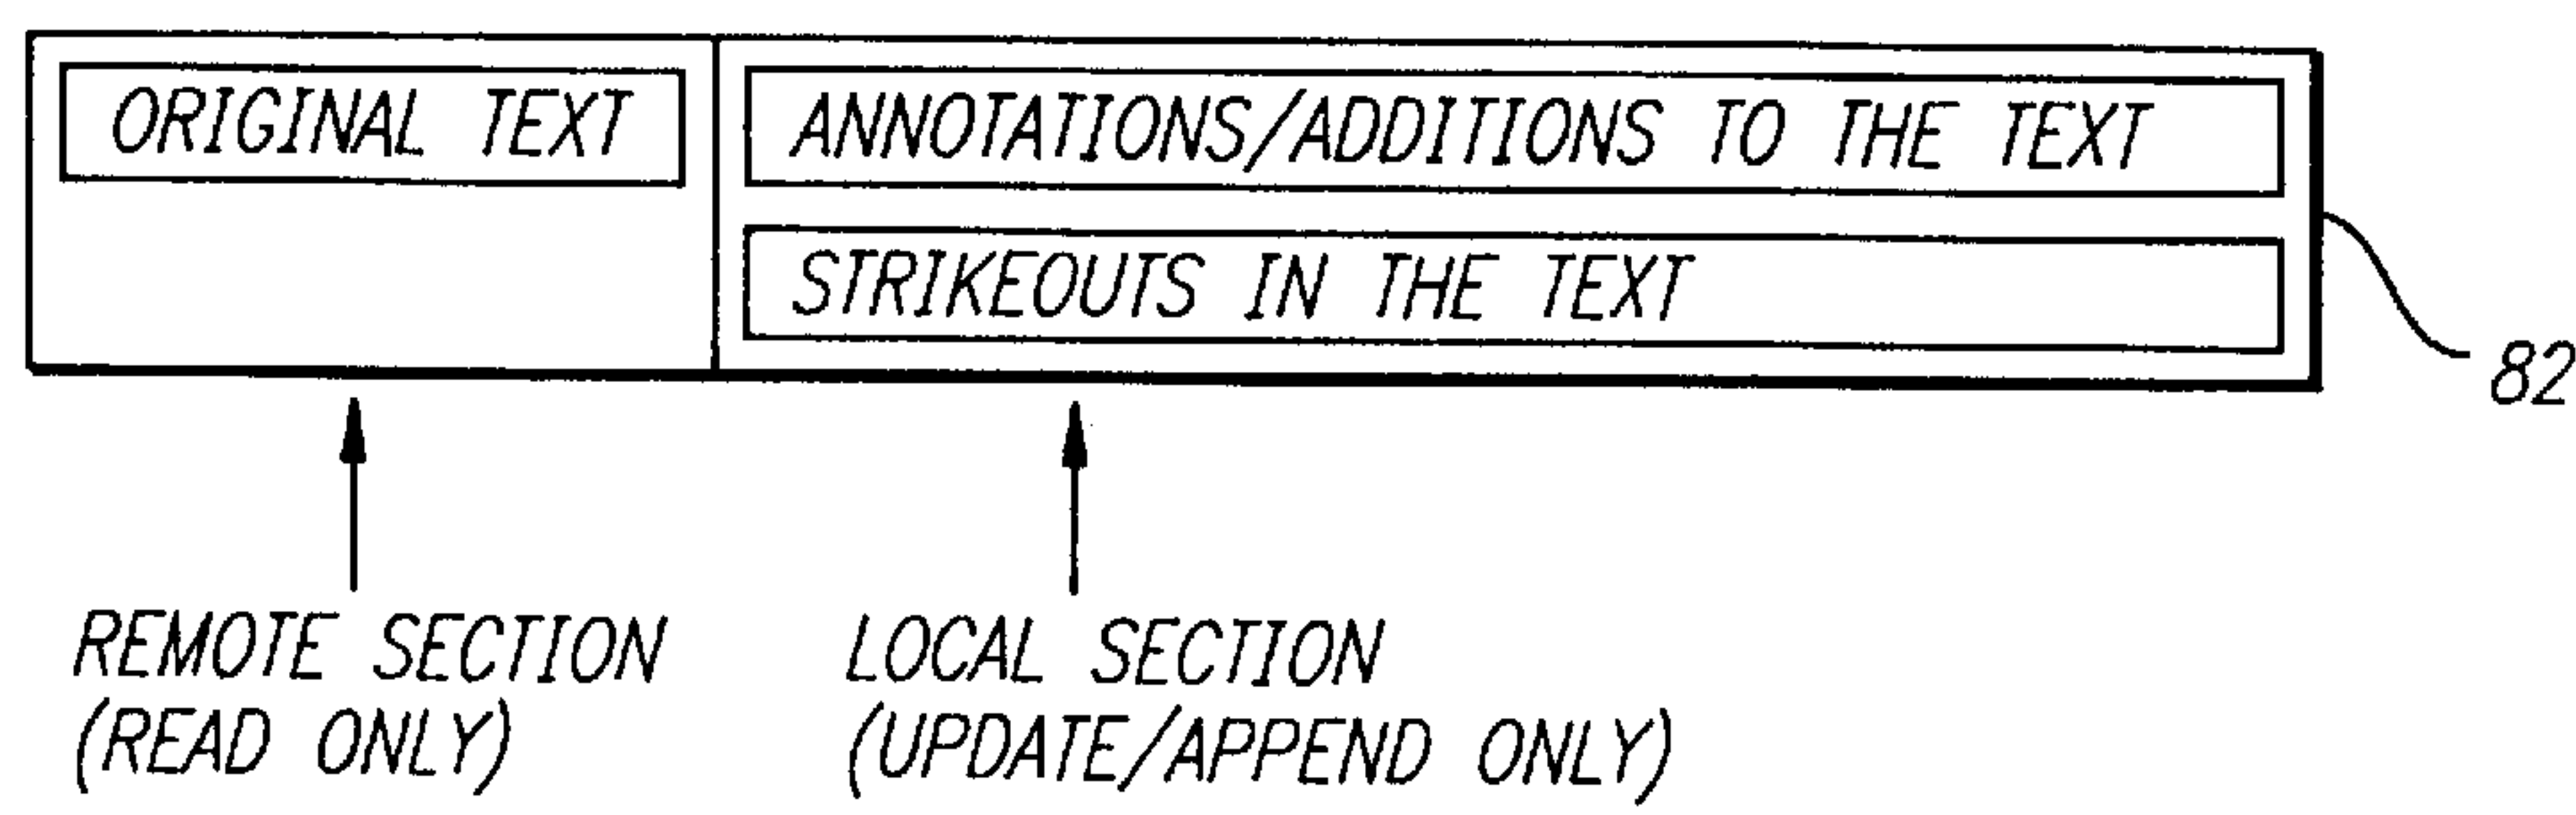 ORIGINAL TEXT
ANNOTATIONS/ADDITIONS TO THE TEXT
STRIKEOUTS IN THE TEXT
82
REMOTE SECTION
(READ ONLY)
LOCAL SECTION
(UPDATE/APPEND ONLY)